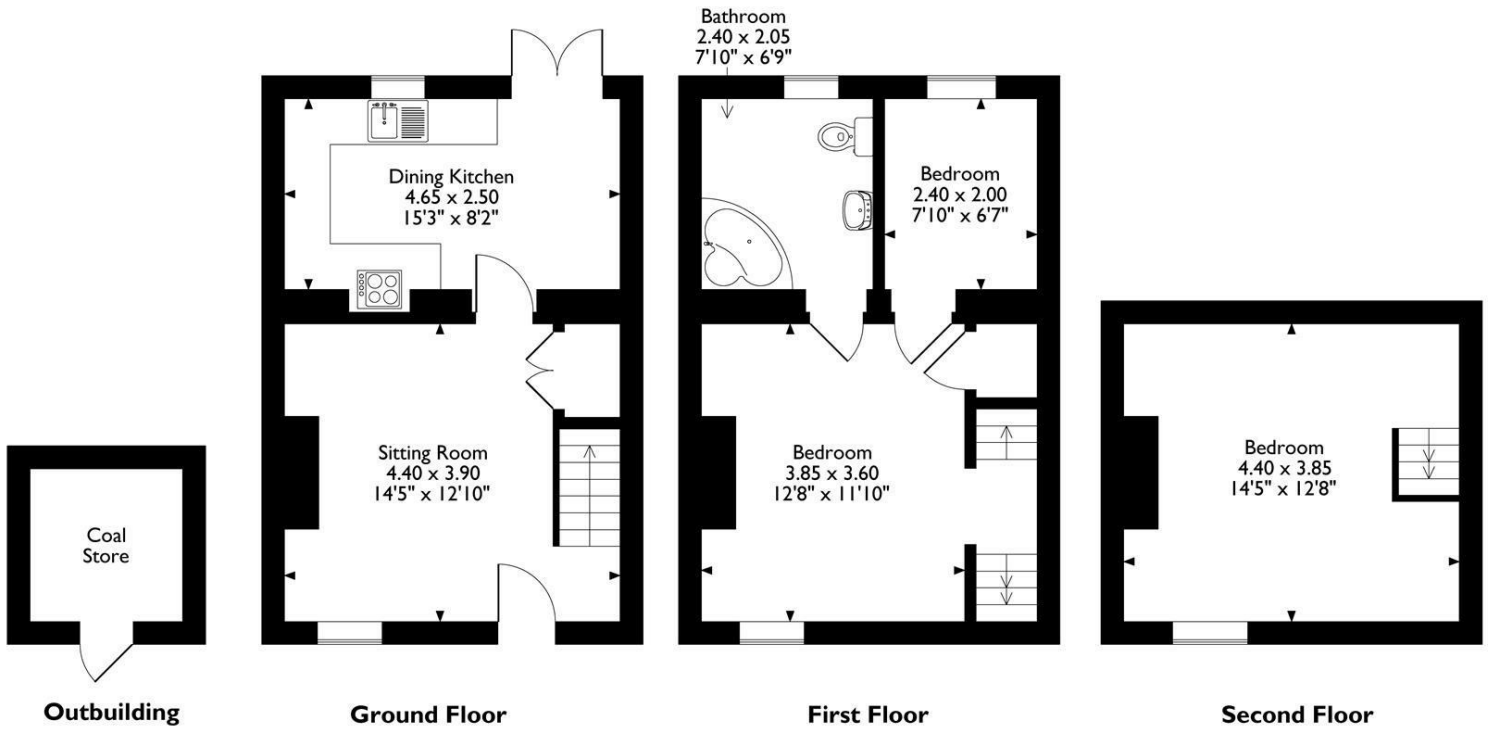 Bathroom
2.40 x 2.05
7'10" x 6'9"
Dining Kitchen
4.65 x 2.50
15'3" x 8'2"
Bedroom
2.40 x 2.00
7'10" x 6'7"
Sitting Room
4.40 x 3.90
14'5" x 12'10"
Bedroom
3.85 x 3.60
12'8" x 11'10"
Bedroom
4.40 x 3.85
14'5" x 12'8"
Coal
Store
Outbuilding
Ground Floor
First Floor
Second Floor